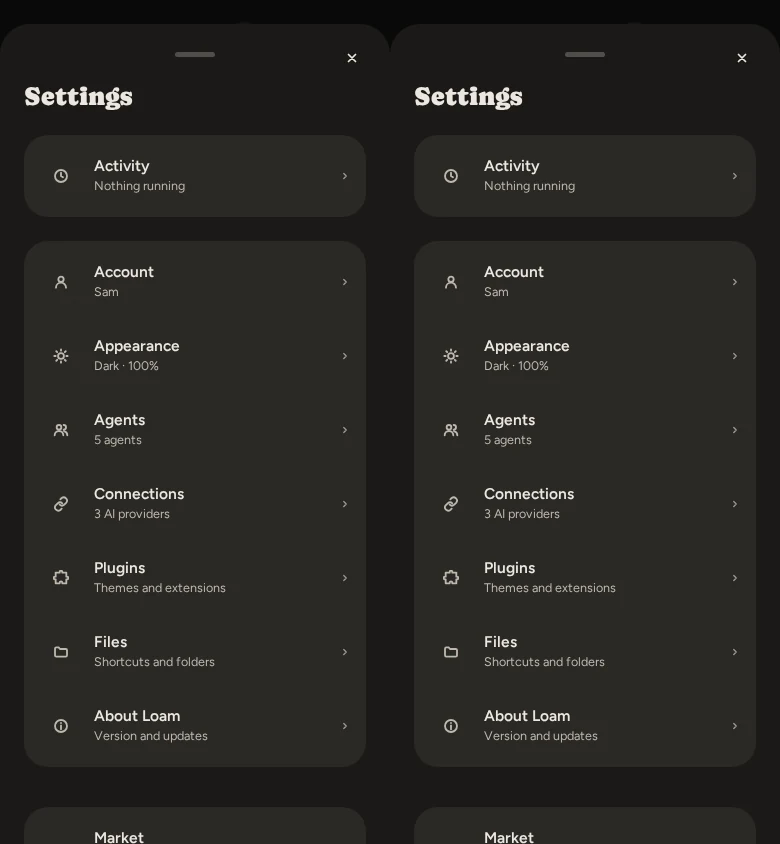 Settings
Activity
Nothing running
Account
Sam
Appearance
Dark · 100%
Agents
5 agents
Connections
3 AI providers
Plugins
Themes and extensions
Files
Shortcuts and folders
About Loam
Version and updates
Market
Settings
Activity
Nothing running
Account
Sam
Appearance
Dark · 100%
Agents
5 agents
Connections
3 AI providers
Plugins
Themes and extensions
Files
Shortcuts and folders
About Loam
Version and updates
Market